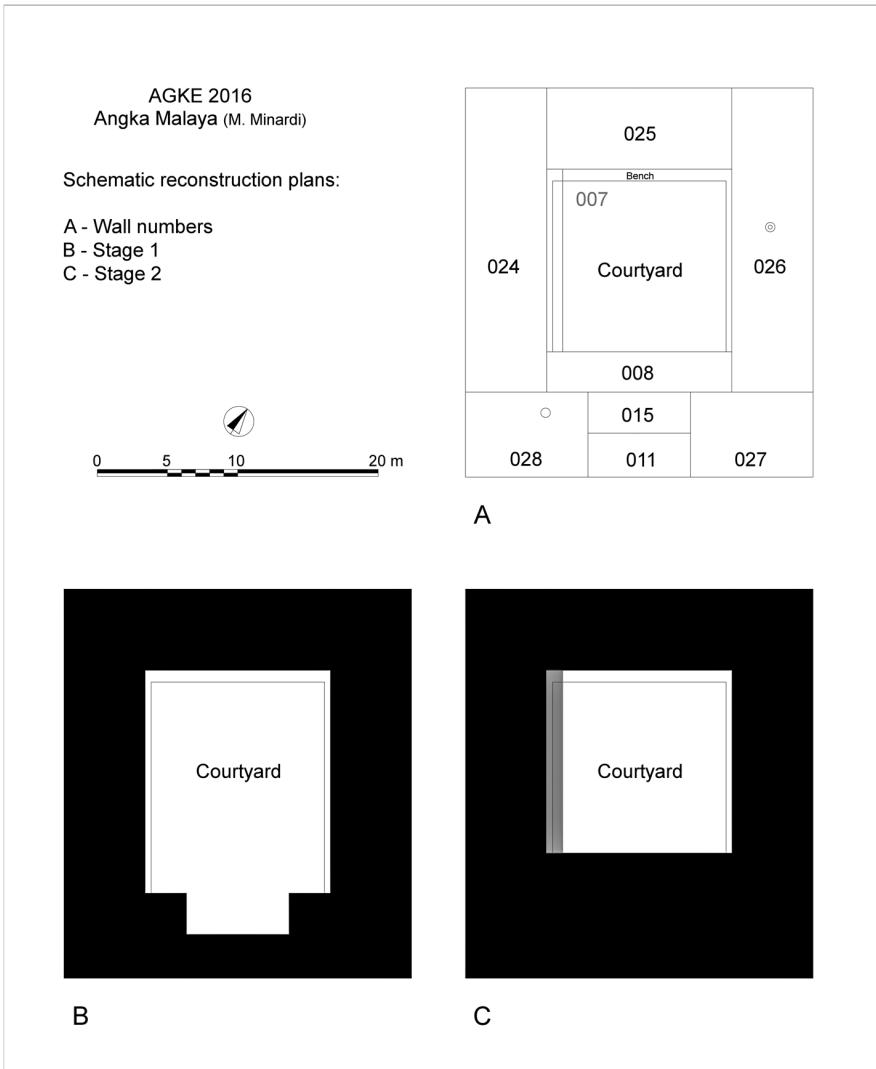 AGKE 2016
Angka Malaya (M. Minardi)
Schematic reconstruction plans:
A - Wall numbers
B - Stage 1
C - Stage 2
0 5 10 20 m
025
Bench
007
024
Courtyard
026
008
015
028
011
027
A
Courtyard
Courtyard
B
C